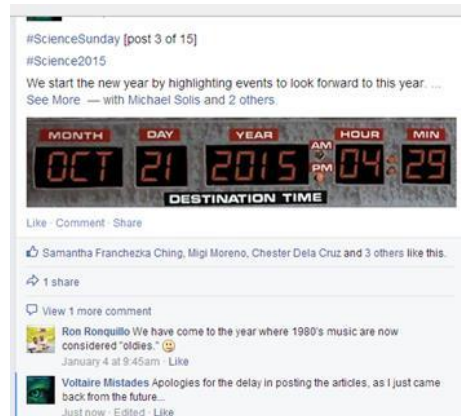 #ScienceSunday [post 3 of 15]
#Science2015
We start the new year by highlighting events to look forward to this year. ...
See More — with Michael Solis and 2 others.
MONTH DAY YEAR AM HOUR MIN
OCT 21 2015 PM 04 29
DESTINATION TIME
Like · Comment · Share
Samantha Franchezka Ching, Migi Moreno, Chester Dela Cruz and 3 others like this.
1 share
View 1 more comment
Ron Ronquillo We have come to the year where 1980's music are now
considered "oldies."
January 4 at 9:45am · Like
Voltaire Mistades Apologies for the delay in posting the articles, as I just came
back from the future...
Just now · Edited · Like